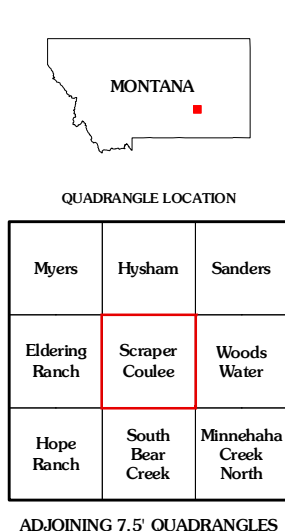 MONTANA
QUADRANGLE LOCATION
Myers Hysham Sanders
Eldering Ranch Scraper Coulee Woods Water
Hope Ranch South Bear Creek Minnehaha Creek North
ADJOINING 7.5' QUADRANGLES